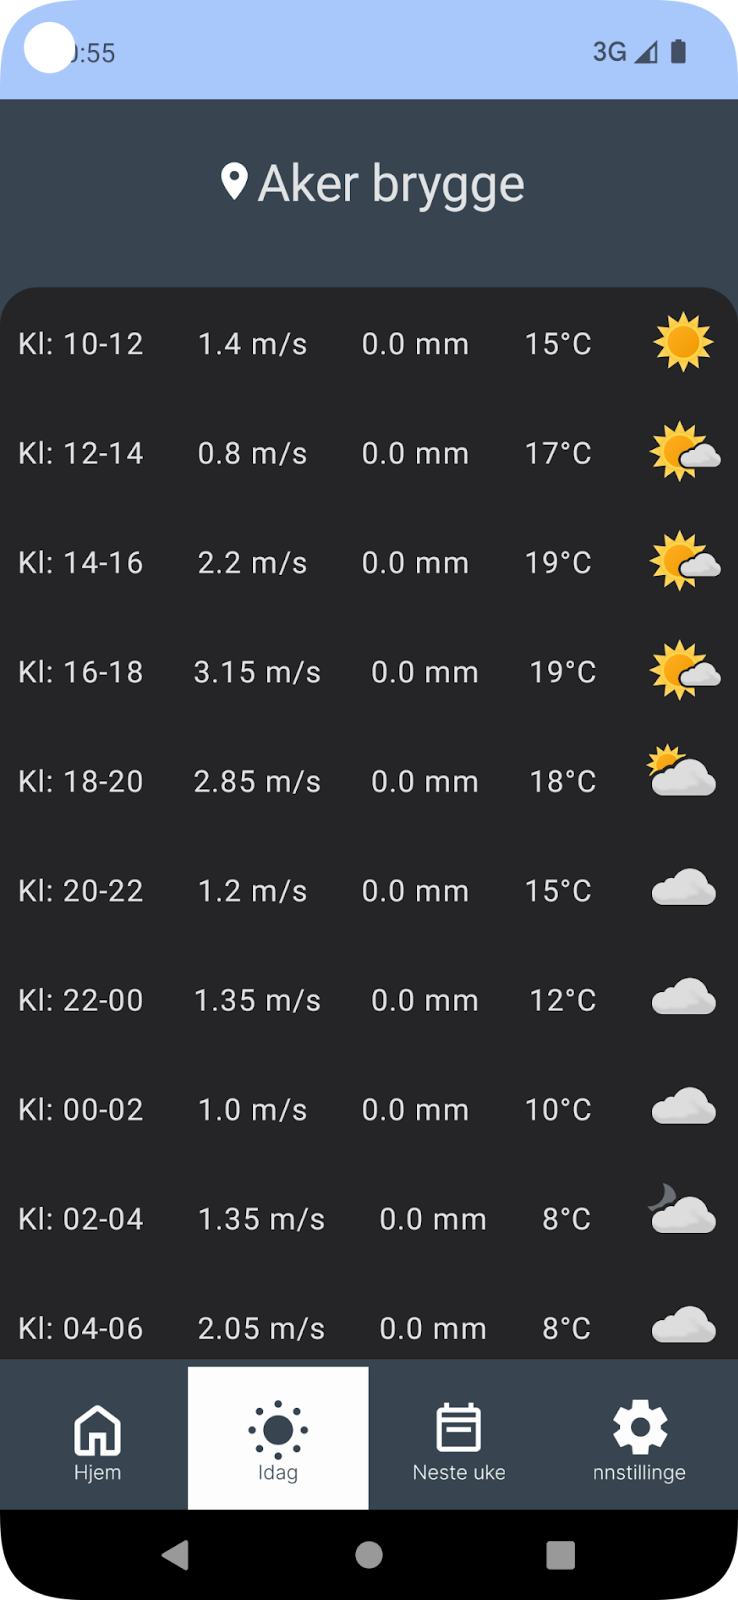 :55 3G
Aker brygge
Kl: 10-12 1.4 m/s 0.0 mm 15°C
Kl: 12-14 0.8 m/s 0.0 mm 17°C
Kl: 14-16 2.2 m/s 0.0 mm 19°C
Kl: 16-18 3.15 m/s 0.0 mm 19°C
Kl: 18-20 2.85 m/s 0.0 mm 18°C
Kl: 20-22 1.2 m/s 0.0 mm 15°C
Kl: 22-00 1.35 m/s 0.0 mm 12°C
Kl: 00-02 1.0 m/s 0.0 mm 10°C
Kl: 02-04 1.35 m/s 0.0 mm 8°C
Kl: 04-06 2.05 m/s 0.0 mm 8°C
Hjem Idag Neste uke nnstillinge